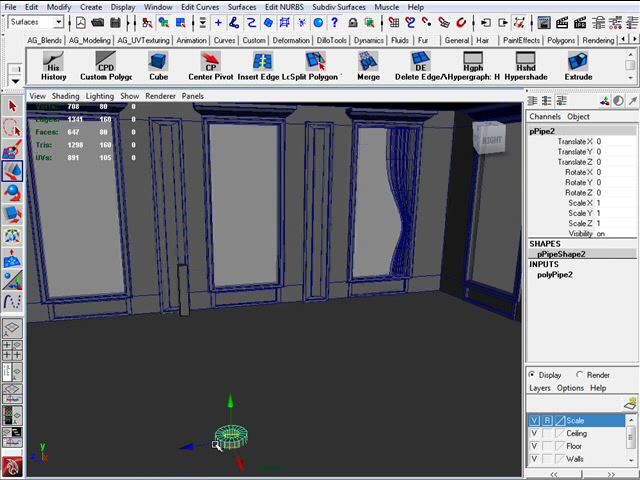 File Edit Modify Create Display Window Edit Curves Surfaces Edit NURBS Subdiv Surfaces Muscle Help
Surfaces
AG_Blends AG_Modeling AG_UVTexturing Animation Curves Custom Deformation DilloTools Dynamics Fluids Fur General Hair PaintEffects Polygons Rendering
His CPD CP DE Hgph Hshd
History Custom Polygo Cube Center Pivot Insert Edge Lo Split Polygon Merge Delete Edge/ Hypergraph: H Hypershade Extrude
View Shading Lighting Show Renderer Panels
Verts: 708 80 0
Edges: 1341 160 0
Faces: 647 80 0
Tris: 1298 160 0
UVs: 891 105 0
RIGHT
y
z x
Channels Object
pPipe2
Translate X 0
Translate Y 0
Translate Z 0
Rotate X 0
Rotate Y 0
Rotate Z 0
Scale X 1
Scale Y 1
Scale Z 1
Visibility on
SHAPES
pPipeShape2
INPUTS
polyPipe2
Display Render
Layers Options Help
V R Scale
V Ceiling
V Floor
V Walls
<< >>